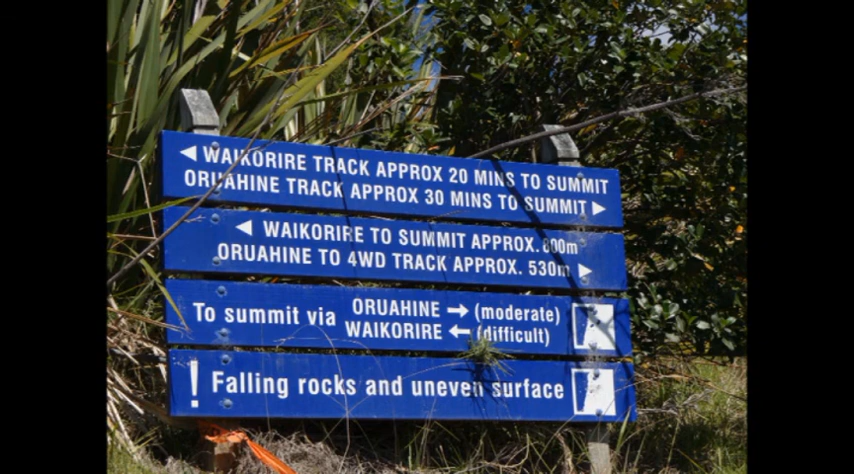 ◄ WAIKORIRE TRACK APPROX 20 MINS TO SUMMIT
ORUAHINE TRACK APPROX 30 MINS TO SUMMIT ►
◄ WAIKORIRE TO SUMMIT APPROX. 800m
ORUAHINE TO 4WD TRACK APPROX. 530m ►
To summit via ORUAHINE → (moderate)
WAIKORIRE ← (difficult)
! Falling rocks and uneven surface